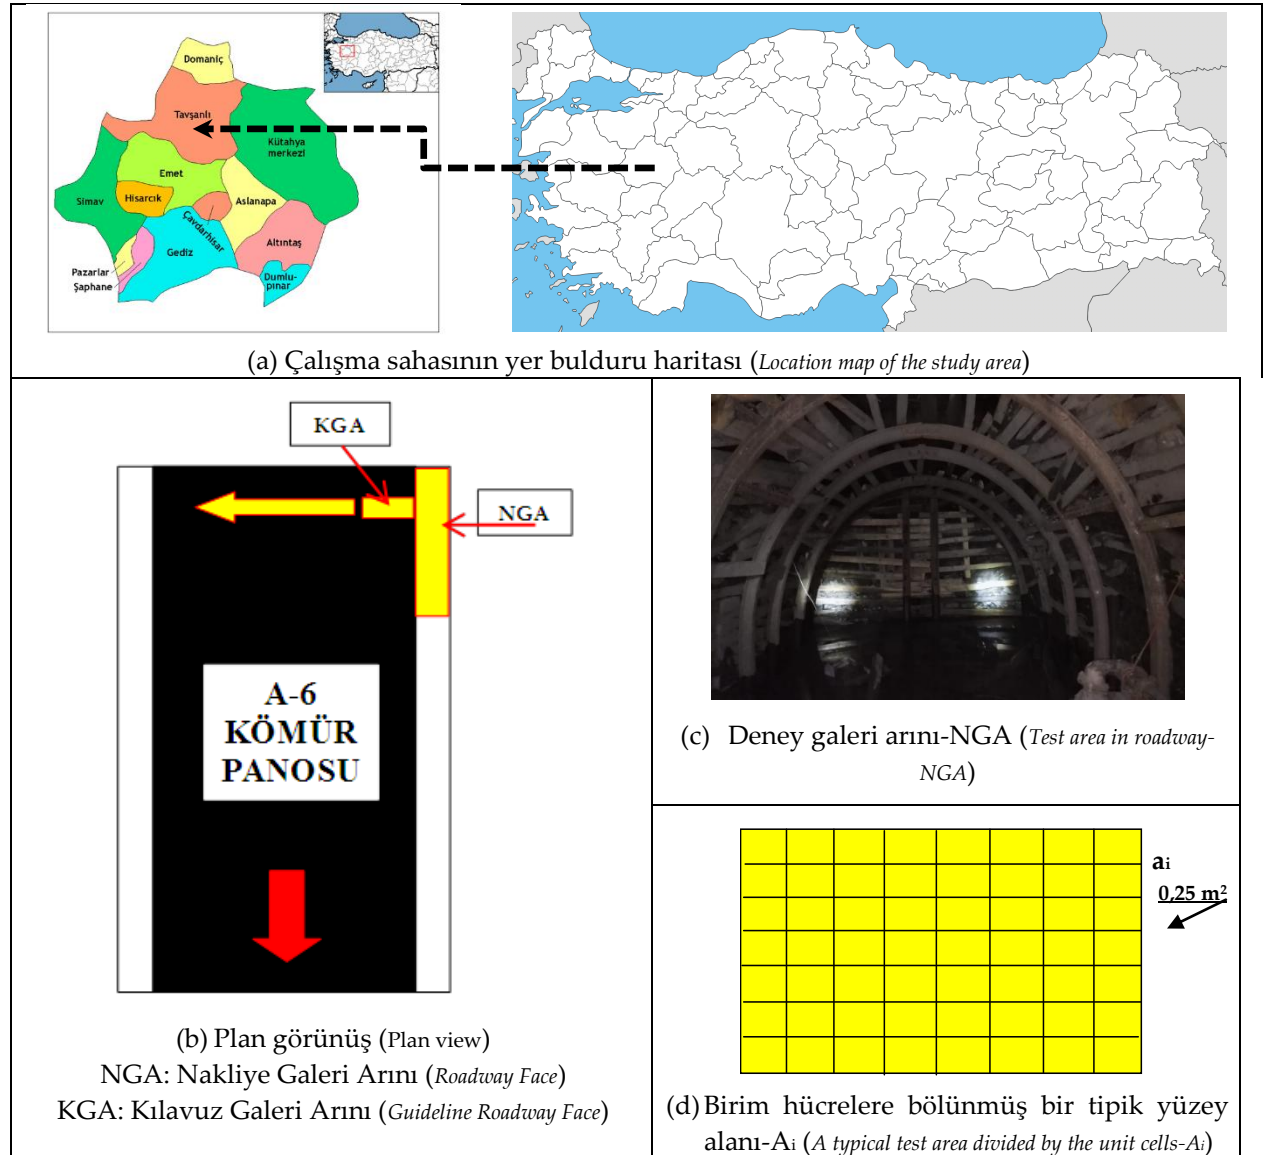 Domaniç
Tavşanlı
Kütahya
merkezi
Emet
Simav
Hisarcık
Aslanapa
Çavdarhisar
Altıntaş
Gediz
Pazarlar
Şaphane
Dumlu-
pınar
(a) Çalışma sahasının yer bulduru haritası (Location map of the study area)
KGA
NGA
A-6
KÖMÜR
PANOSU
(b) Plan görünüş (Plan view)
NGA: Nakliye Galeri Arını (Roadway Face)
KGA: Kılavuz Galeri Arını (Guideline Roadway Face)
(c) Deney galeri arını-NGA (Test area in roadway-
NGA)
ai
0,25 m²
(d) Birim hücrelere bölünmüş bir tipik yüzey
alanı-Ai (A typical test area divided by the unit cells-Ai)